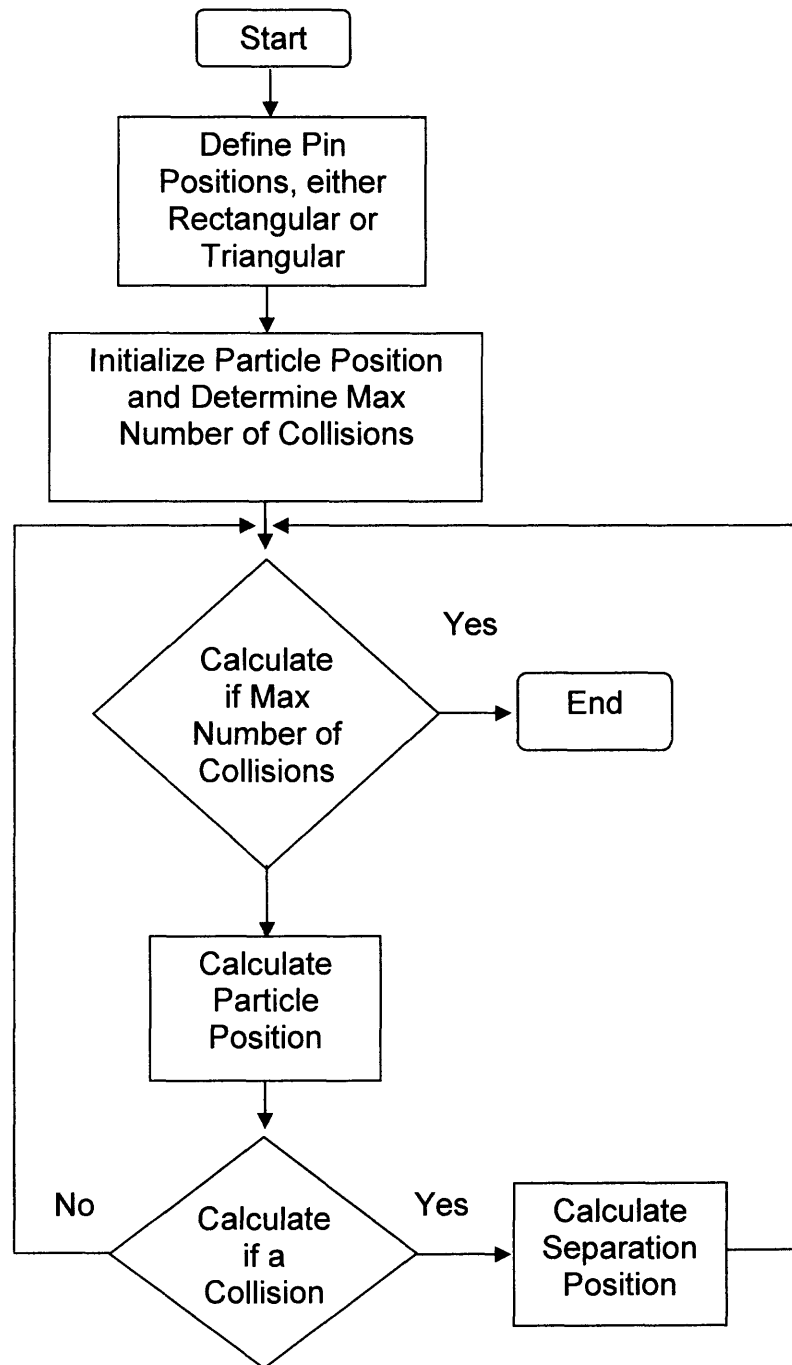 Start
Define Pin
Positions, either
Rectangular or
Triangular
Initialize Particle Position
and Determine Max
Number of Collisions
Yes
Calculate
if Max
Number of
Collisions
End
Calculate
Particle
Position
No
Calculate
if a
Collision
Yes
Calculate
Separation
Position